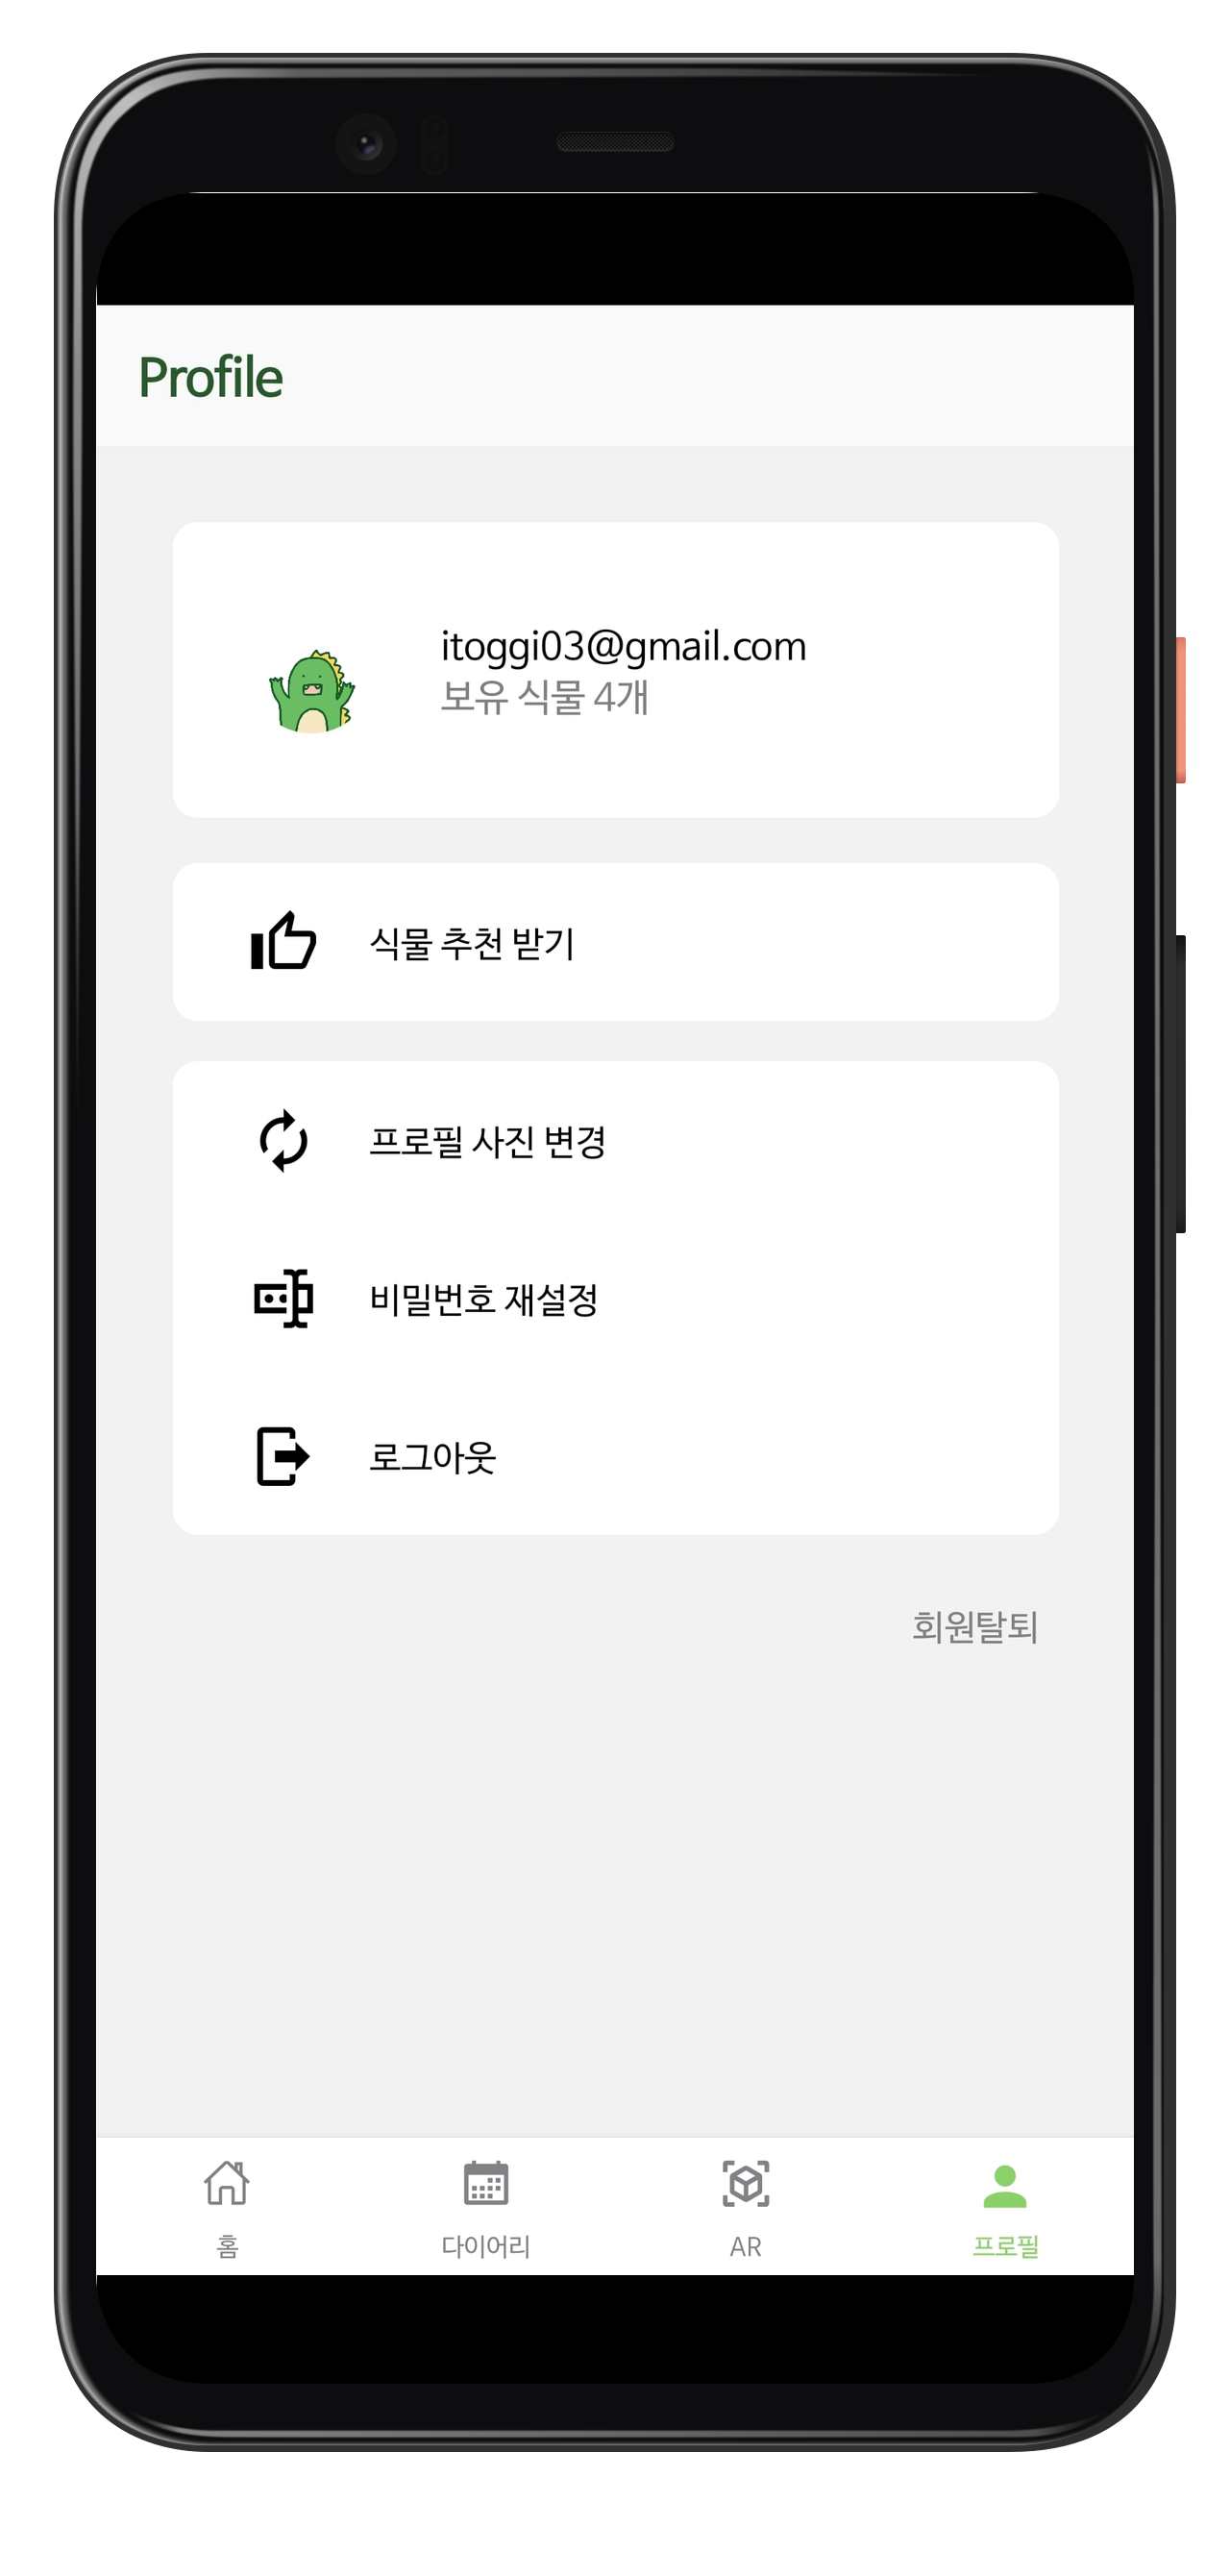 Profile
itoggi03@gmail.com
보유 식물 4개
식물 추천 받기
프로필 사진 변경
비밀번호 재설정
로그아웃
회원탈퇴
홈
다이어리
AR
프로필